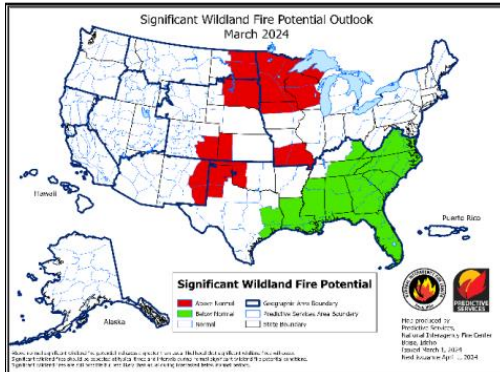 Significant Wildland Fire Potential Outlook
March 2024
Hawaii
Puerto Rico
Alaska
Significant Wildland Fire Potential
Above Normal
Below Normal
Normal
Geographic Area Boundary
Predictive Services Area Boundary
State Boundary
PREDICTIVE
SERVICES
Map produced by
Predictive Services,
National Interagency Fire Center
Boise, Idaho
Issued March 1, 2024
Next issuance April 1, 2024